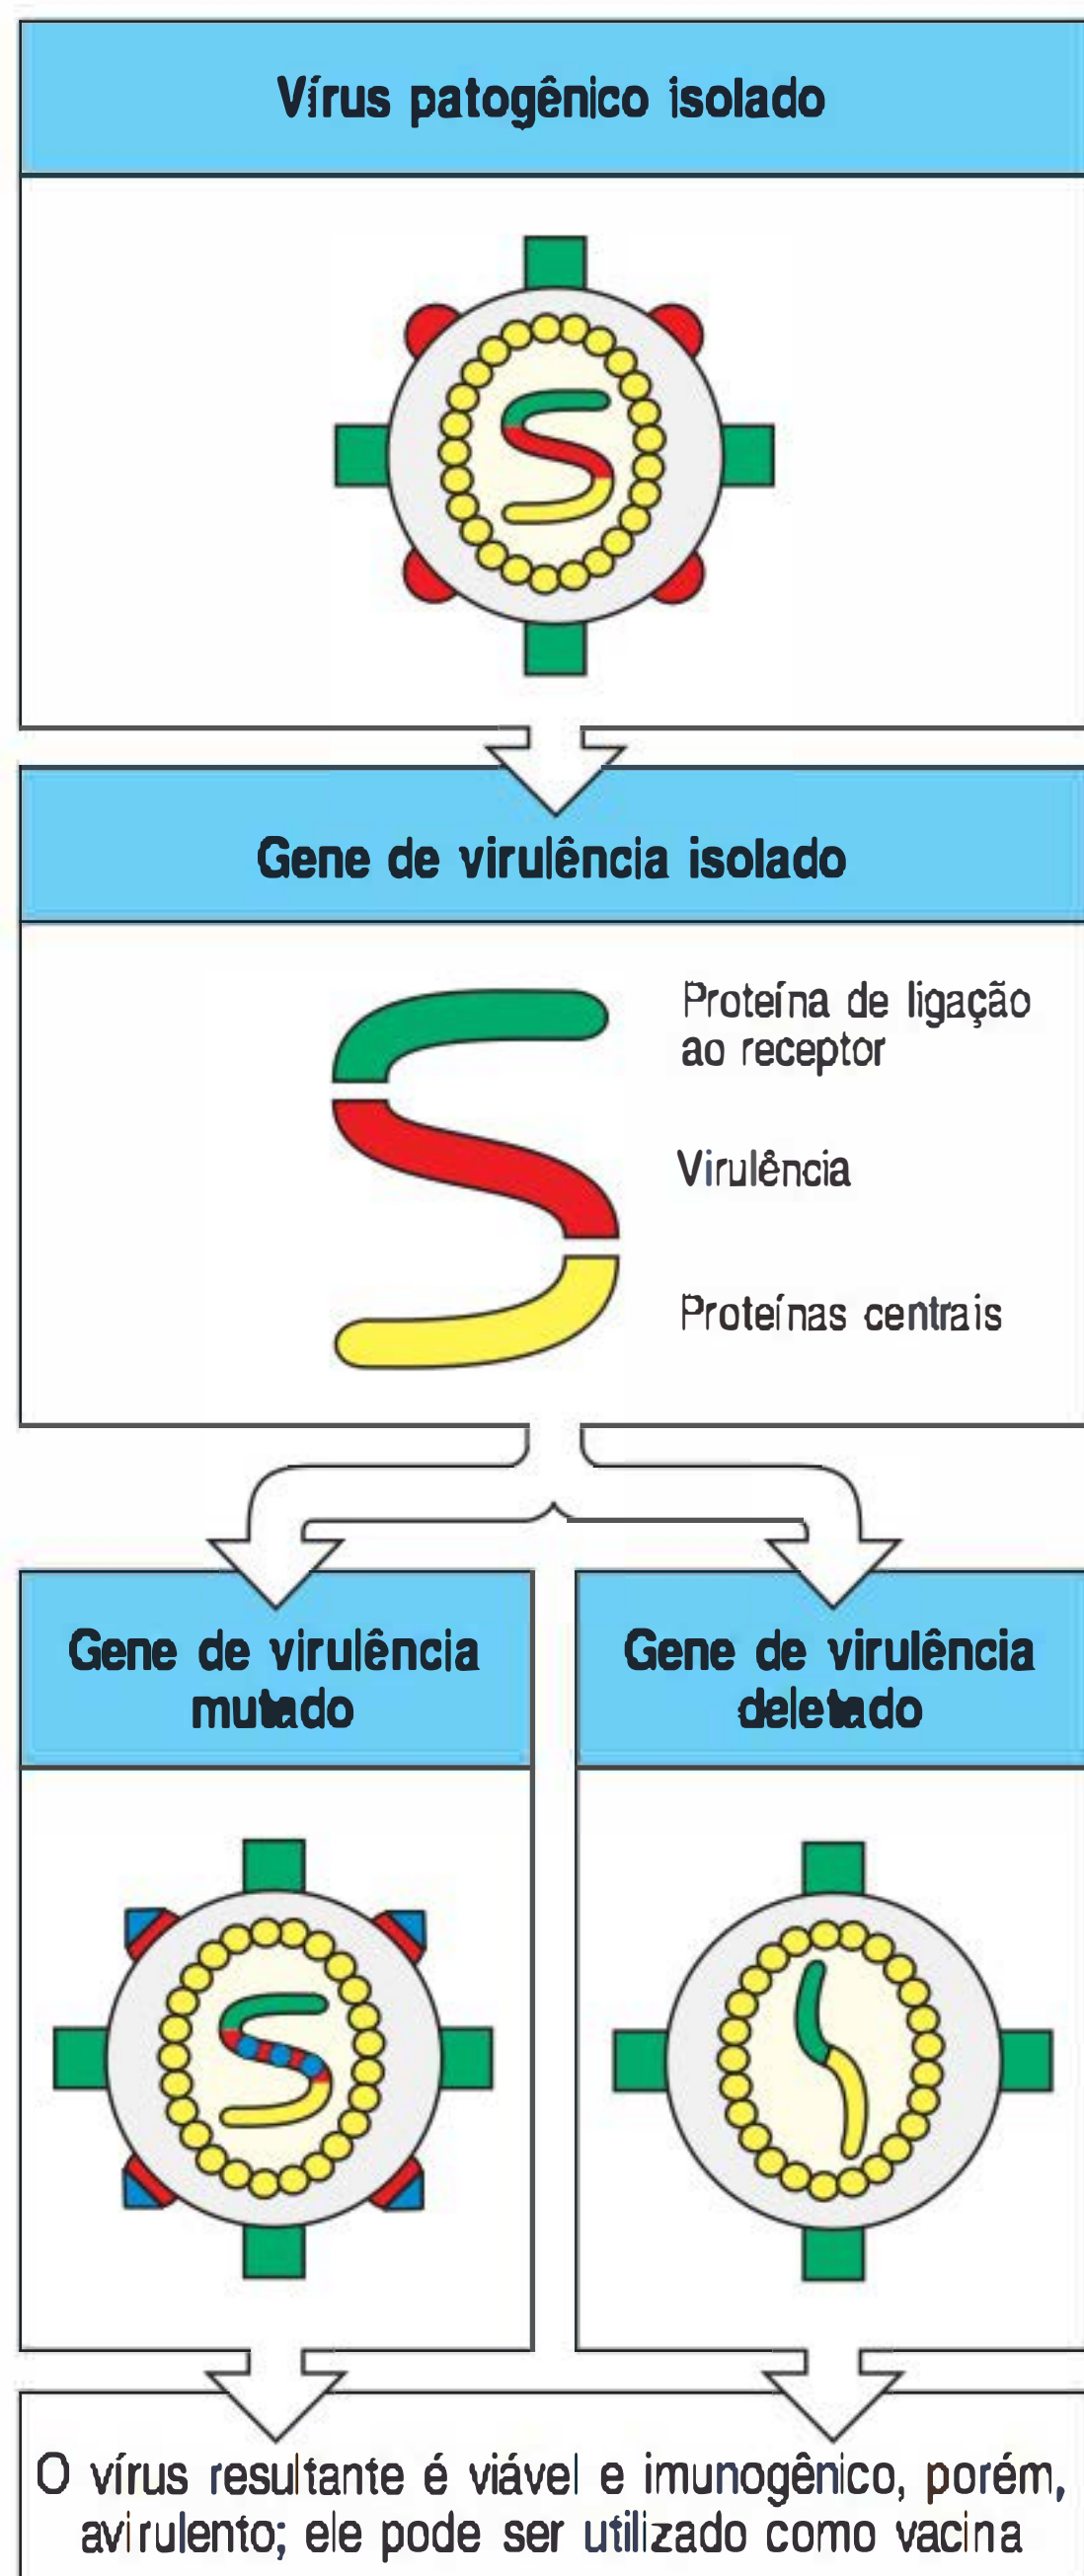 Vírus patogênico isolado
Gene de virulência isolado
Proteína de ligação
ao receptor
Virulência
Proteínas centrais
Gene de virulência
mutado
Gene de virulência
deletado
O vírus resultante é viável e imunogênico, porém,
avirulento; ele pode ser utilizado como vacina